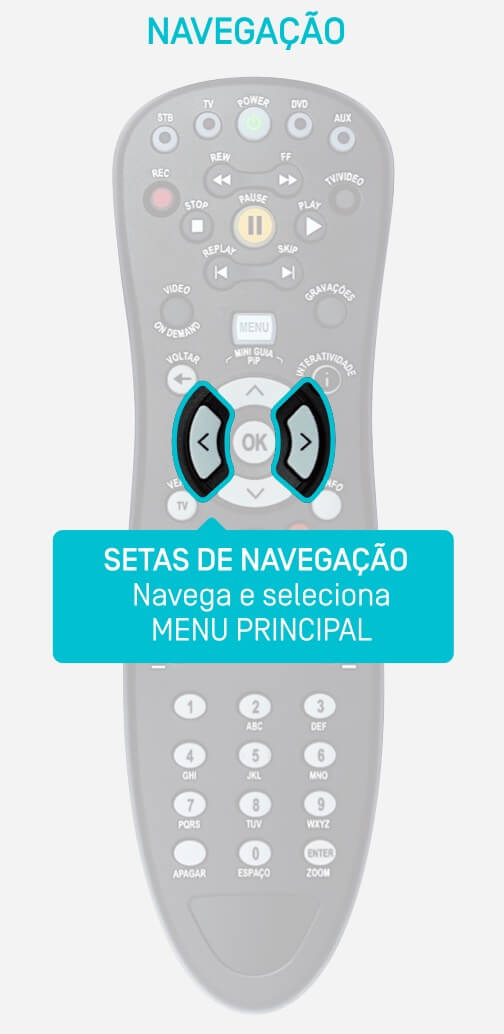 NAVEGAÇÃO
STB
TV
POWER
DVD
AUX
REC
REW
FF
TV/VIDEO
STOP
PAUSE
PLAY
REPLAY
SKIP
VIDEO
ON DEMAND
MENU
GRAVAÇÕES
VOLTAR
MINI GUIA
PiP
INTERATIVIDADE
i
OK
TV
SETAS DE NAVEGAÇÃO
Navega e seleciona
MENU PRINCIPAL
1
2
3
ABC
DEF
4
5
6
GHI
JKL
MNO
7
8
9
PQRS
TUV
WXYZ
0
ENTER
APAGAR
ESPAÇO
ZOOM